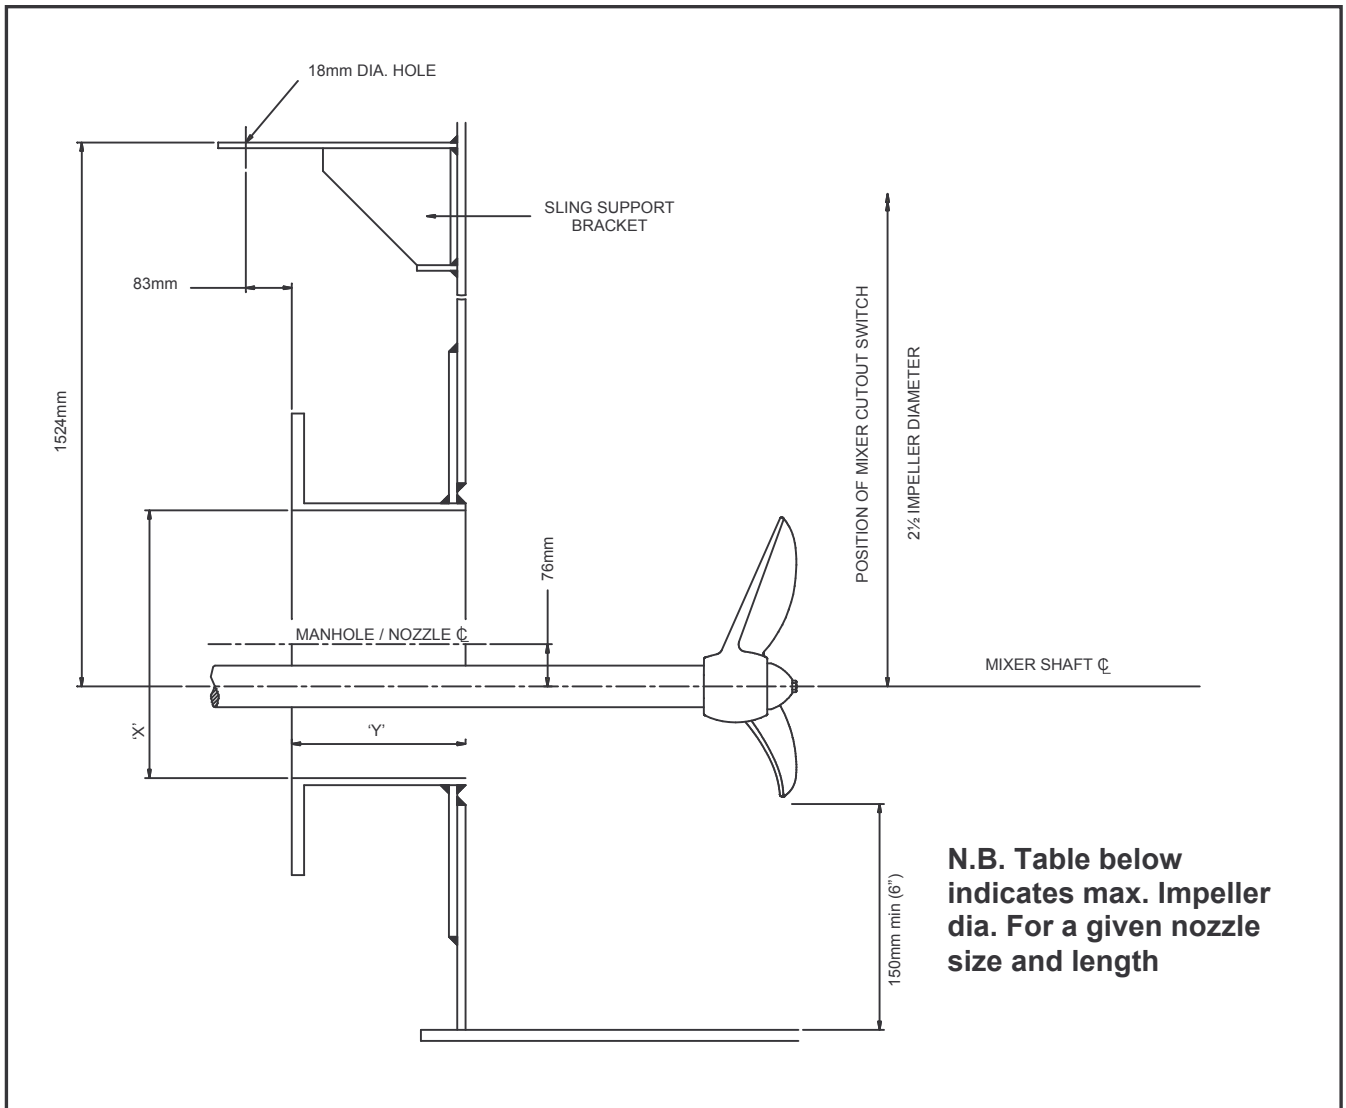 18mm DIA. HOLE
SLING SUPPORT
BRACKET
83mm
1524mm
POSITION OF MIXER CUTOUT SWITCH
2½ IMPELLER DIAMETER
76mm
MANHOLE / NOZZLE ℄
MIXER SHAFT ℄
'X'
'Y'
150mm min (6”)
N.B. Table below
indicates max. Impeller
dia. For a given nozzle
size and length